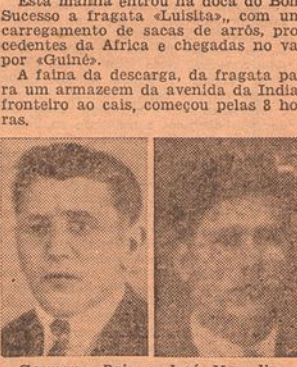 Esta manhã entrou na doca do Bom
Sucesso a fragata «Luisita»,, com um
carregamento de sacas de arrôs, pro
cedentes da Africa e chegadas no va
por «Guiné».
A faina da descarga, da fragata pa
ra um armazeem da avenida da India
fronteiro ao cais, começou pelas 8 ho
ras.